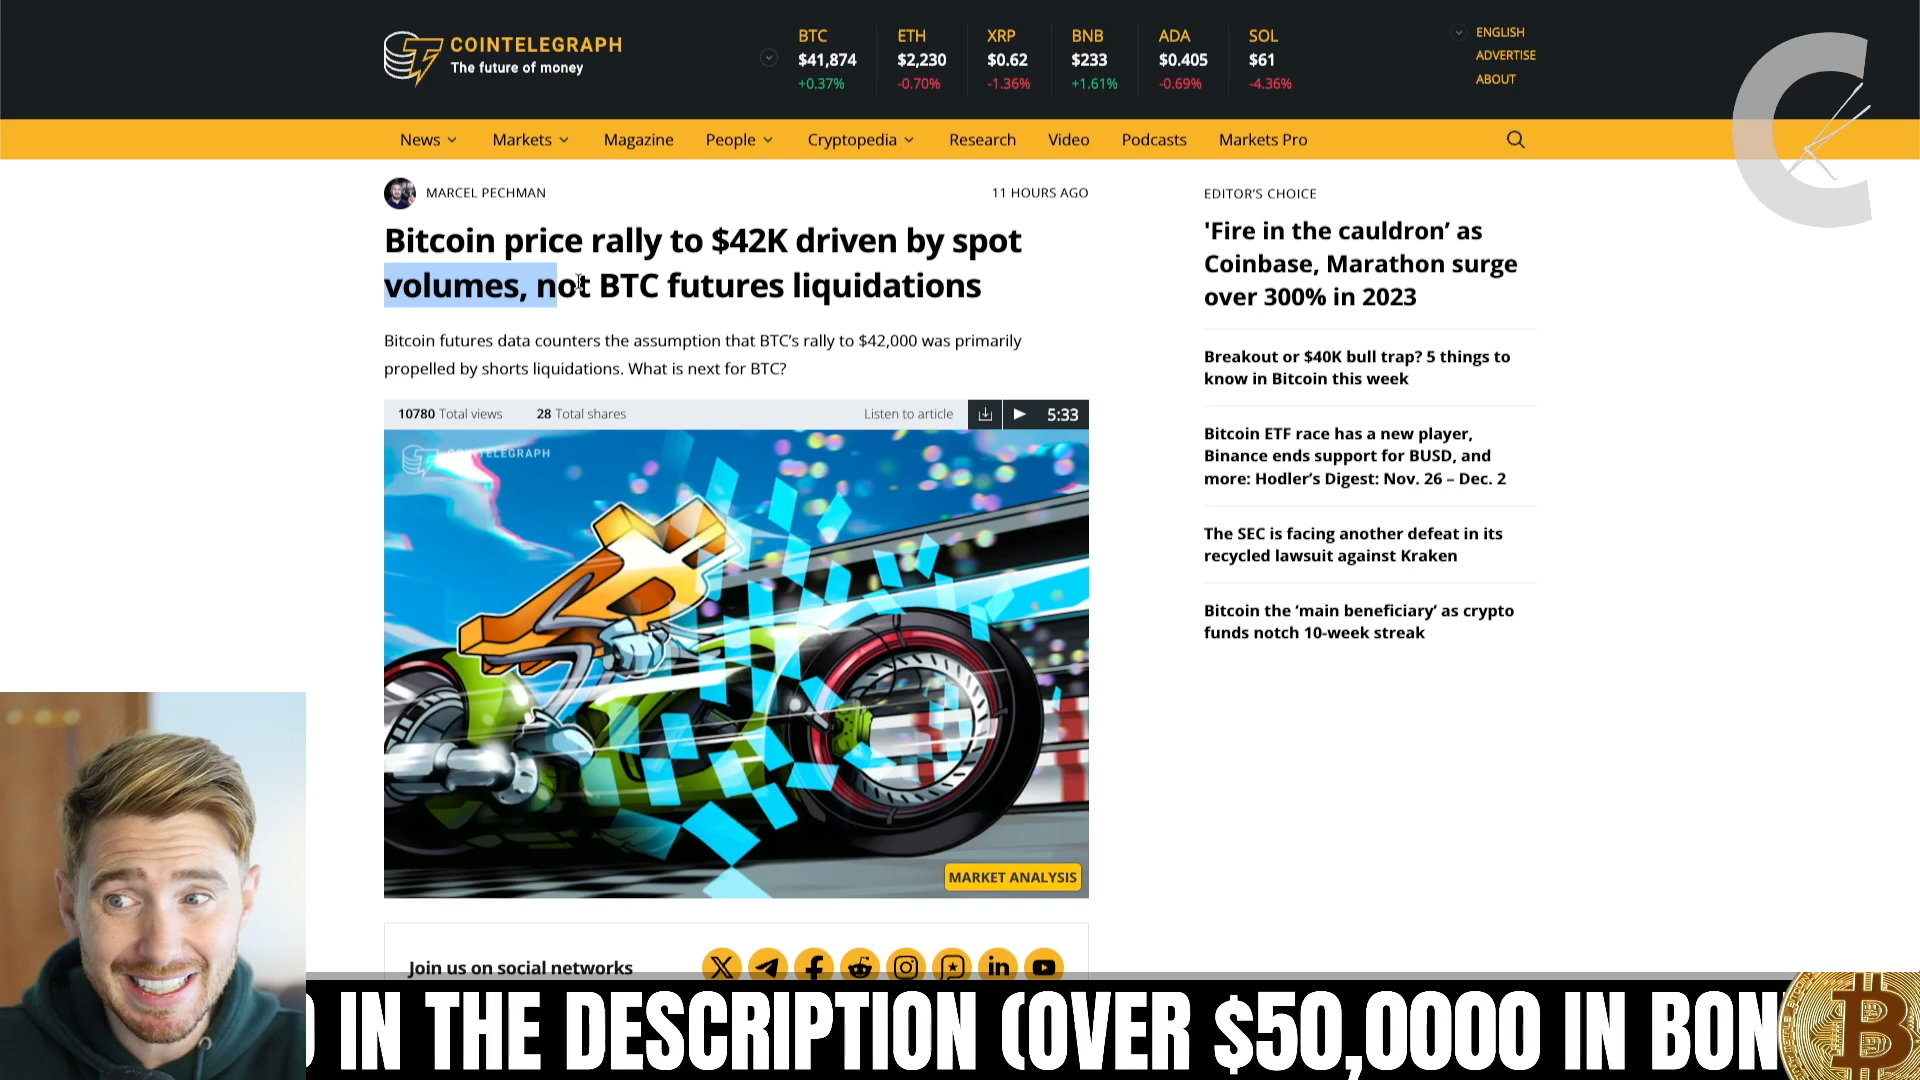 COINTELEGRAPH
The future of money
BTC
$41,874
+0.37%
ETH
$2,230
-0.70%
XRP
$0.62
-1.36%
BNB
$233
+1.61%
ADA
$0.405
-0.69%
SOL
$61
-4.36%
ENGLISH
ADVERTISE
ABOUT
News
Markets
Magazine
People
Cryptopedia
Research
Video
Podcasts
Markets Pro
MARCEL PECHMAN
11 HOURS AGO
Bitcoin price rally to $42K driven by spot
volumes, not BTC futures liquidations
Bitcoin futures data counters the assumption that BTC’s rally to $42,000 was primarily
propelled by shorts liquidations. What is next for BTC?
10780 Total views
28 Total shares
Listen to article
5:33
COINTELEGRAPH
MARKET ANALYSIS
Join us on social networks
EDITOR’S CHOICE
'Fire in the cauldron’ as
Coinbase, Marathon surge
over 300% in 2023
Breakout or $40K bull trap? 5 things to
know in Bitcoin this week
Bitcoin ETF race has a new player,
Binance ends support for BUSD, and
more: Hodler’s Digest: Nov. 26 – Dec. 2
The SEC is facing another defeat in its
recycled lawsuit against Kraken
Bitcoin the ‘main beneficiary’ as crypto
funds notch 10-week streak
IN THE DESCRIPTION (OVER $50,0000 IN BON